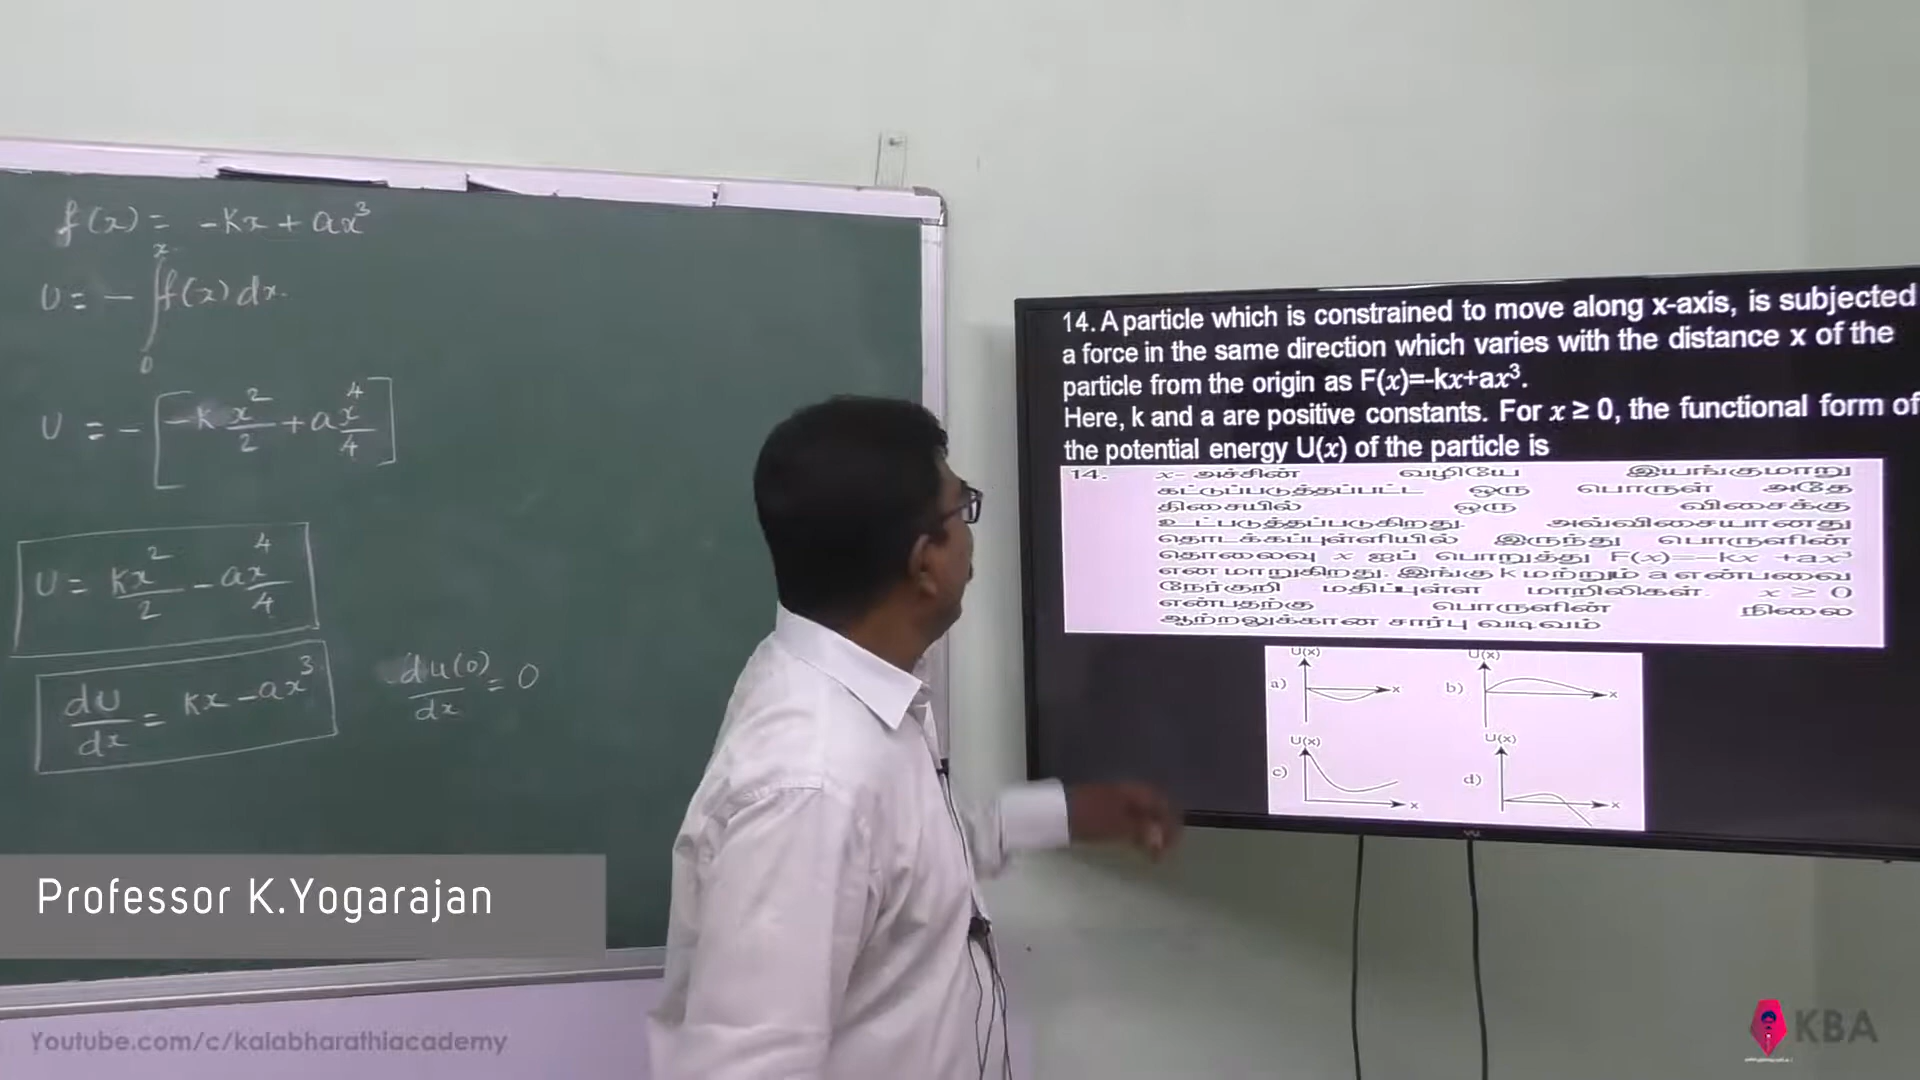 f(x) = -Kx + ax³
x
U = - ∫f(x) dx.
0
U = - [-K x²/2 + a x⁴/4]
U = Kx²/2 - ax⁴/4
dU/dx = Kx - ax³
du(0)/dx = 0
14. A particle which is constrained to move along x-axis, is subjected
a force in the same direction which varies with the distance x of the
particle from the origin as F(x)=-kx+ax³.
Here, k and a are positive constants. For x ≥ 0, the functional form of
the potential energy U(x) of the particle is
14. x- அச்சின் வழியே இயங்குமாறு
கட்டுப்படுத்தப்பட்ட ஒரு பொருள் அதே
திசையில் ஒரு விசைக்கு
உட்படுத்தப்படுகிறது. அவ்விசையானது
தொடக்கப்புள்ளியில் இருந்து பொருளின்
தொலைவு x ஐப் பொறுத்து F(x)=-kx +ax³
என மாறுகிறது. இங்கு k மற்றும் a என்பவை
நேர்குறி மதிப்புள்ள மாறிலிகள். x ≥ 0
என்பதற்கு பொருளின் நிலை
ஆற்றலுக்கான சார்பு வடிவம்
U(x) U(x)
a) x b) x
U(x) U(x)
c) x d) x
VU
Professor K.Yogarajan
Youtube.com/c/kalabharathiacademy
KBA